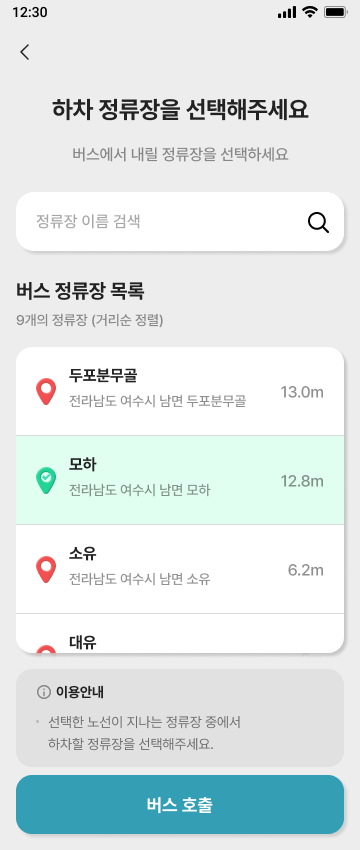 12:30
하차 정류장을 선택해주세요
버스에서 내릴 정류장을 선택하세요
정류장 이름 검색
버스 정류장 목록
9개의 정류장 (거리순 정렬)
두포분무골
전라남도 여수시 남면 두포분무골
13.0m
모하
전라남도 여수시 남면 모하
12.8m
소유
전라남도 여수시 남면 소유
6.2m
대유
이용안내
• 선택한 노선이 지나는 정류장 중에서
하차할 정류장을 선택해주세요.
버스 호출